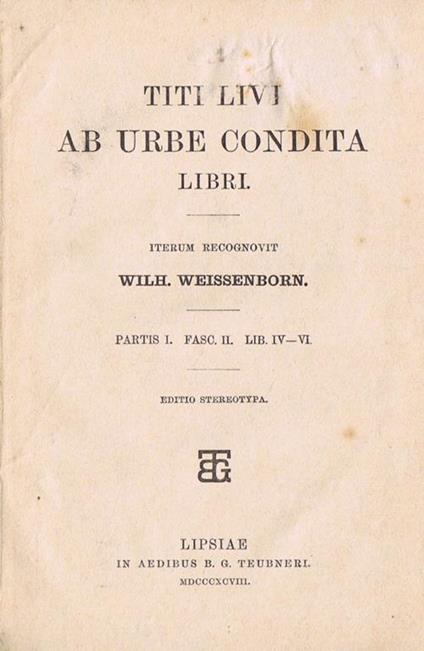 TITI LIVI
AB URBE CONDITA
LIBRI.
ITERUM RECOGNOVIT
WILH. WEISSENBORN.
PARTIS I. FASC. II. LIB. IV—VI.
EDITIO STEREOTYPA.
BTG
LIPSIAE
IN AEDIBUS B. G. TEUBNERI.
MDCCCXCVIII.